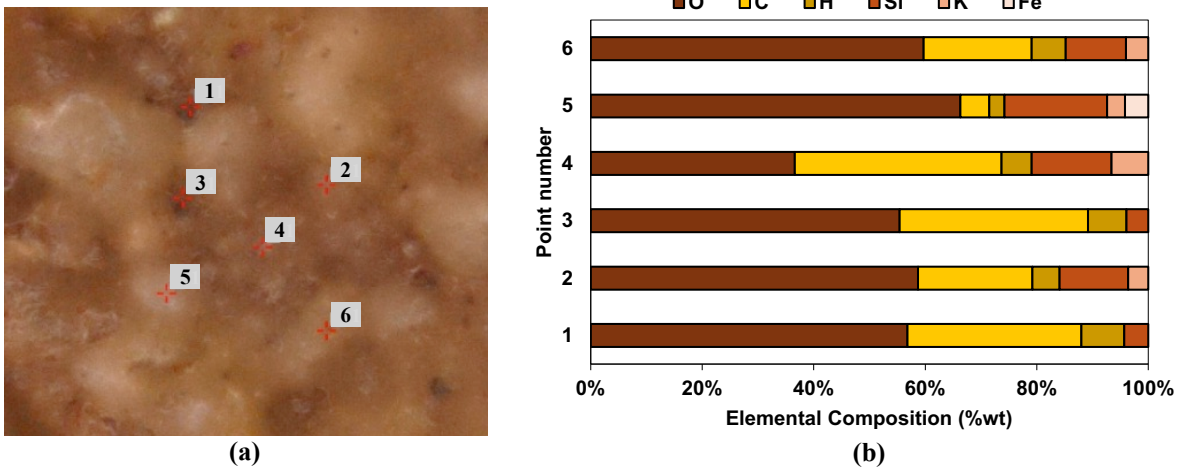 1
2
3
4
5
6
(a)
O C H Si K Fe
Point number
6
5
4
3
2
1
0% 20% 40% 60% 80% 100%
Elemental Composition (%wt)
(b)